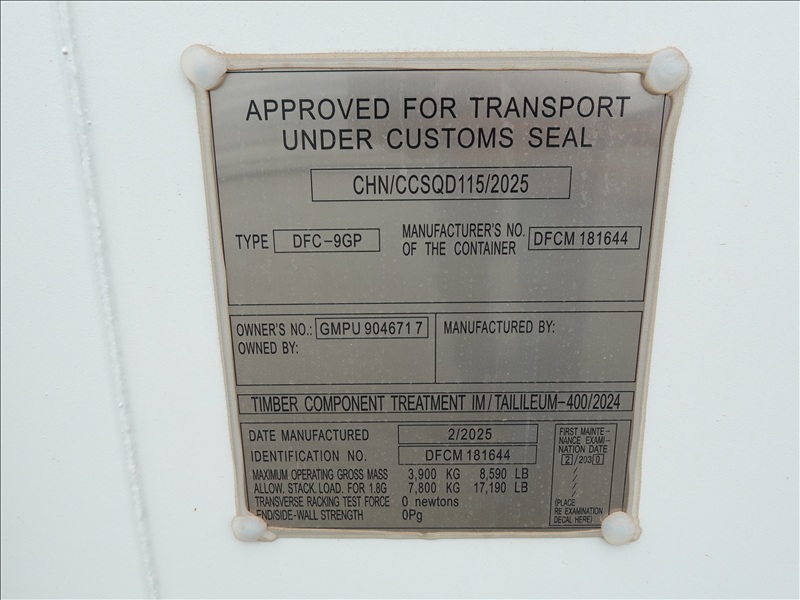 APPROVED FOR TRANSPORT
UNDER CUSTOMS SEAL
CHN/CCSQD115/2025
TYPE DFC-9GP
MANUFACTURER'S NO.
OF THE CONTAINER DFCM 181644
OWNER'S NO.: GMPU 904671 7
OWNED BY:
MANUFACTURED BY:
TIMBER COMPONENT TREATMENT IM/TAILILEUM-400/2024
DATE MANUFACTURED 2/2025
IDENTIFICATION NO. DFCM 181644
MAXIMUM OPERATING GROSS MASS 3,900 KG 8,590 LB
ALLOW. STACK. LOAD. FOR 1.8G 7,800 KG 17,190 LB
TRANSVERSE RACKING TEST FORCE 0 newtons
END/SIDE-WALL STRENGTH 0Pg
FIRST MAINTE-
NANCE EXAMI-
NATION DATE
2/2030
/
/
/
/
(PLACE
RE EXAMINATION
DECAL HERE)